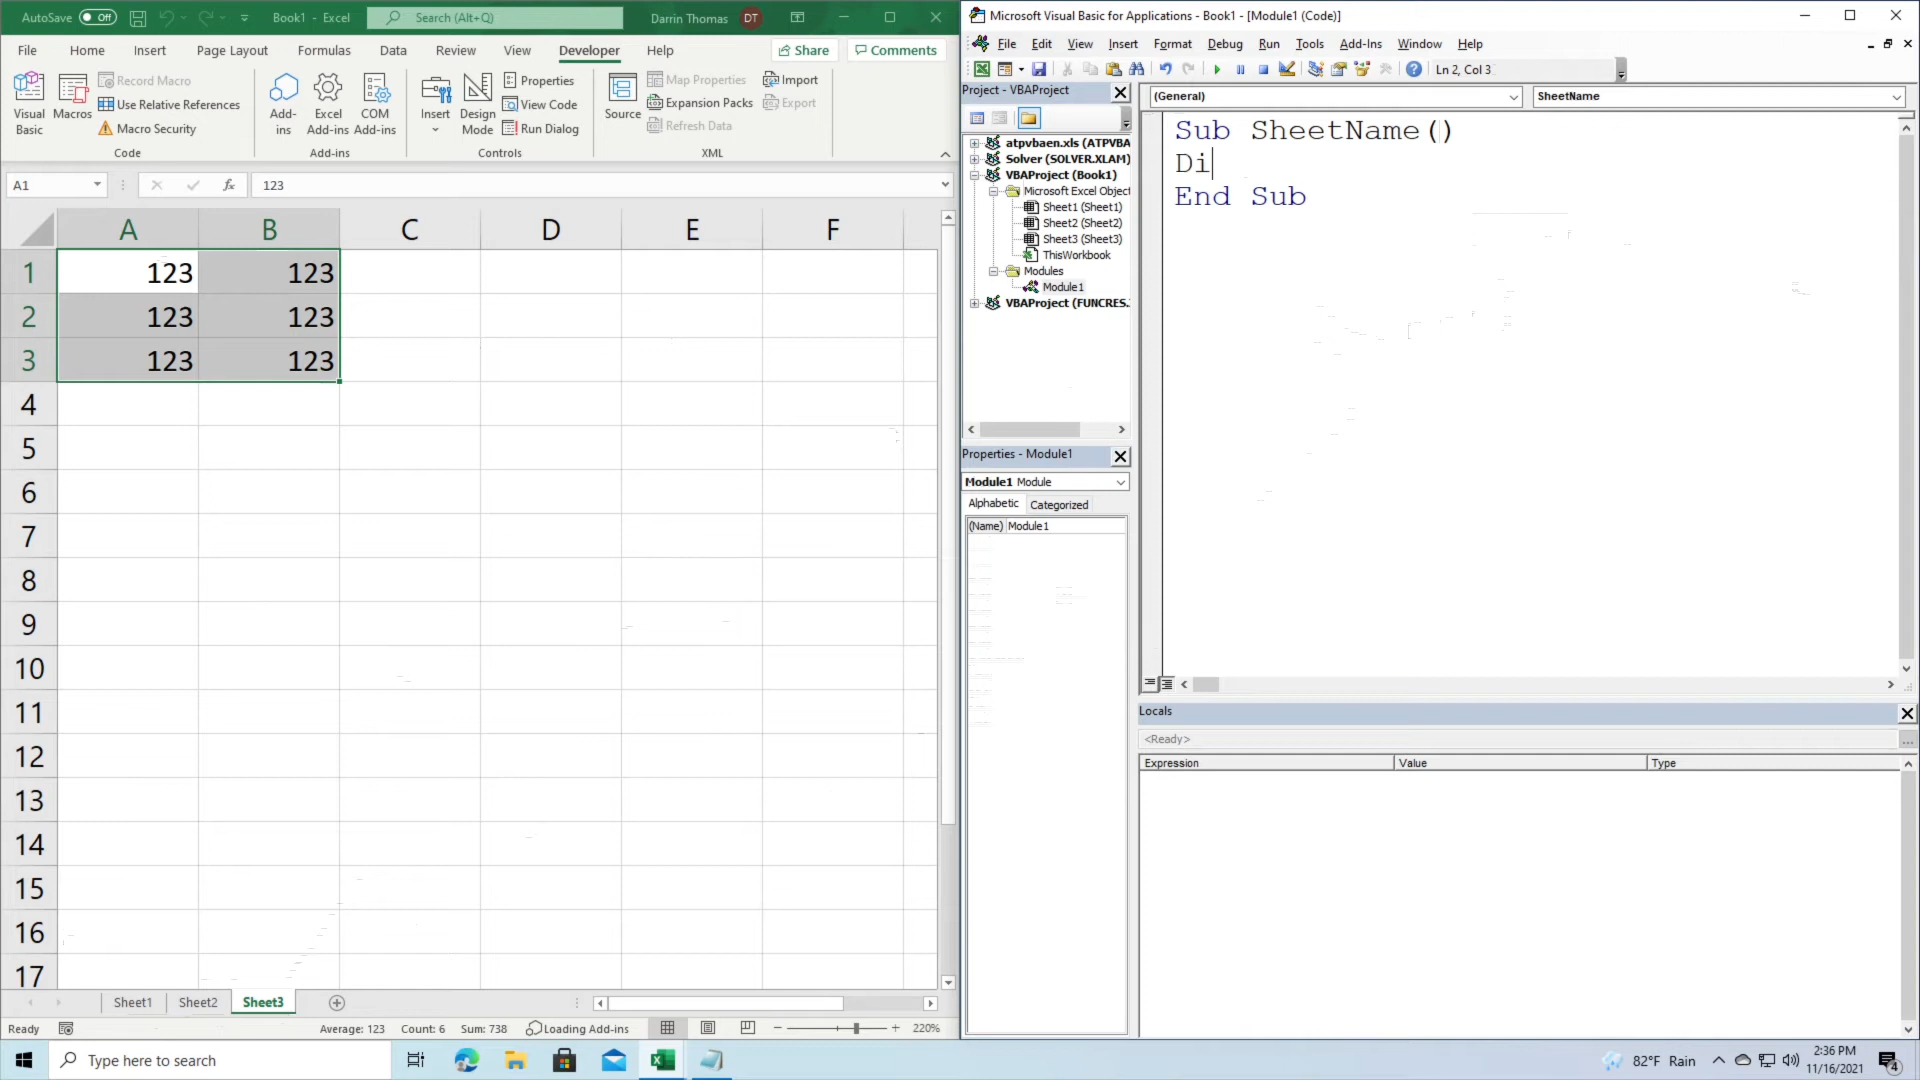 AutoSave Off Book1 - Excel Search (Alt+Q) Darrin Thomas DT
File Home Insert Page Layout Formulas Data Review View Developer Help Share Comments
Visual Basic
Macros
Record Macro
Use Relative References
Macro Security
Code
Add-ins
Excel Add-ins
COM Add-ins
Add-ins
Insert
Design Mode
Properties
View Code
Run Dialog
Controls
Source
Map Properties
Expansion Packs
Refresh Data
Import
Export
XML
A1 fx 123
A B C D E F
1 123 123
2 123 123
3 123 123
4
5
6
7
8
9
10
11
12
13
14
15
16
17
Sheet1 Sheet2 Sheet3
Ready Average: 123 Count: 6 Sum: 738 Loading Add-ins 220%
Microsoft Visual Basic for Applications - Book1 - [Module1 (Code)]
File Edit View Insert Format Debug Run Tools Add-Ins Window Help
Ln 2, Col 3
Project - VBAProject
atpvbaen.xls (ATPVBA
Solver (SOLVER.XLAM)
VBAProject (Book1)
Microsoft Excel Object
Sheet1 (Sheet1)
Sheet2 (Sheet2)
Sheet3 (Sheet3)
ThisWorkbook
Modules
Module1
VBAProject (FUNCRES.
Properties - Module1
Module1 Module
Alphabetic Categorized
(Name) Module1
(General) SheetName
Sub SheetName()
Di
End Sub
Locals
<Ready>
Expression Value Type
Type here to search
82°F Rain
2:36 PM
11/16/2021
4